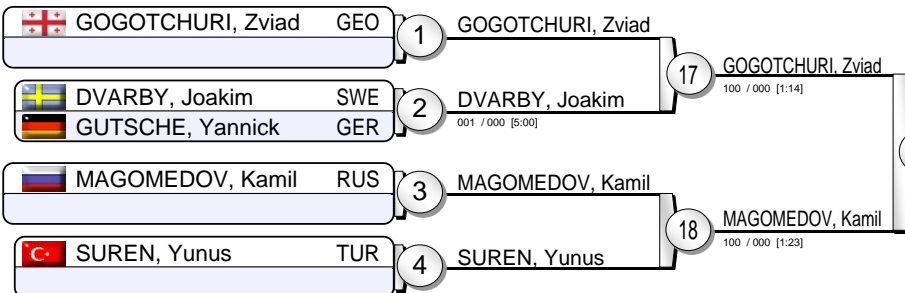 GOGOTCHURI, Zviad GEO
1
GOGOTCHURI, Zviad
DVARBY, Joakim SWE
GUTSCHE, Yannick GER
2
DVARBY, Joakim
001 / 000 [5:00]
17
GOGOTCHURI, Zviad
100 / 000 [1:14]
MAGOMEDOV, Kamil RUS
3
MAGOMEDOV, Kamil
SUREN, Yunus TUR
4
SUREN, Yunus
18
MAGOMEDOV, Kamil
100 / 000 [1:23]